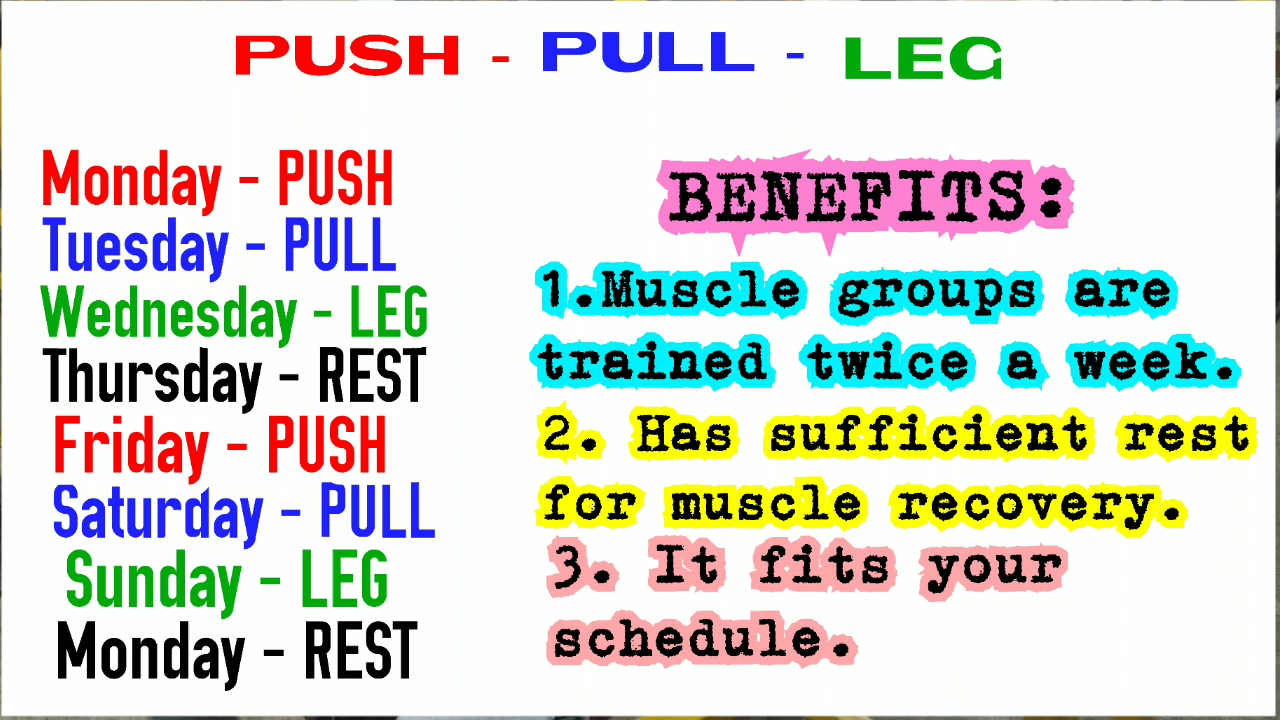 PUSH - PULL - LEG
Monday - PUSH
Tuesday - PULL
Wednesday - LEG
Thursday - REST
Friday - PUSH
Saturday - PULL
Sunday - LEG
Monday - REST
BENEFITS:
1.Muscle groups are
trained twice a week.
2. Has sufficient rest
for muscle recovery.
3. It fits your
schedule.